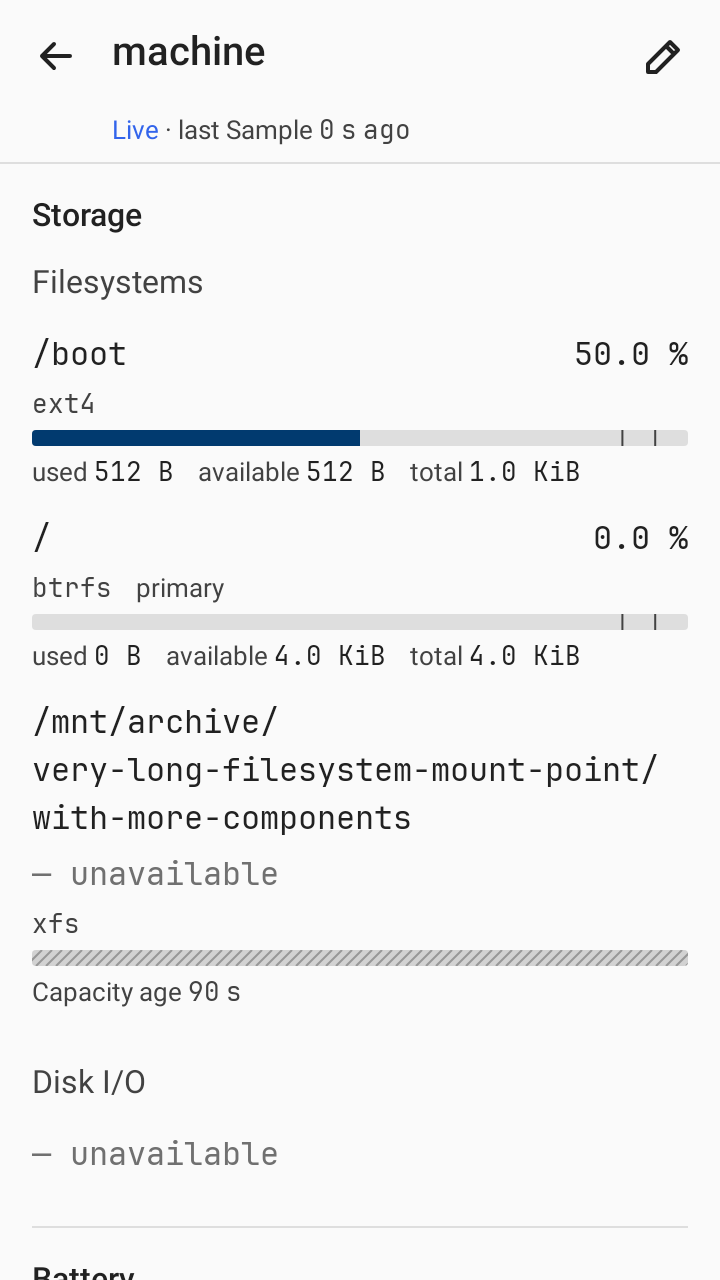 machine
Live · last Sample 0 s ago
Storage
Filesystems
/boot 50.0 %
ext4
used 512 B available 512 B total 1.0 KiB
/ 0.0 %
btrfs primary
used 0 B available 4.0 KiB total 4.0 KiB
/mnt/archive/
very-long-filesystem-mount-point/
with-more-components
— unavailable
xfs
Capacity age 90 s
Disk I/O
— unavailable
Battery